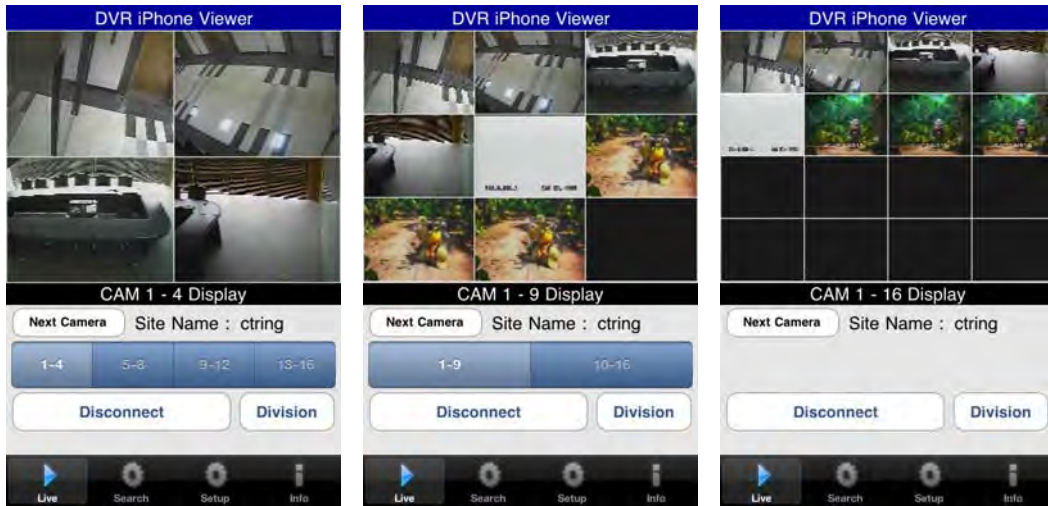 DVR iPhone Viewer
CAM 1 - 4 Display
Next Camera Site Name : ctring
1-4 5-8 9-12 13-16
Disconnect Division
Live Search Setup Info
DVR iPhone Viewer
CAM 1 - 9 Display
Next Camera Site Name : ctring
1-9 10-16
Disconnect Division
Live Search Setup Info
DVR iPhone Viewer
CAM 1 - 16 Display
Next Camera Site Name : ctring
Disconnect Division
Live Search Setup Info